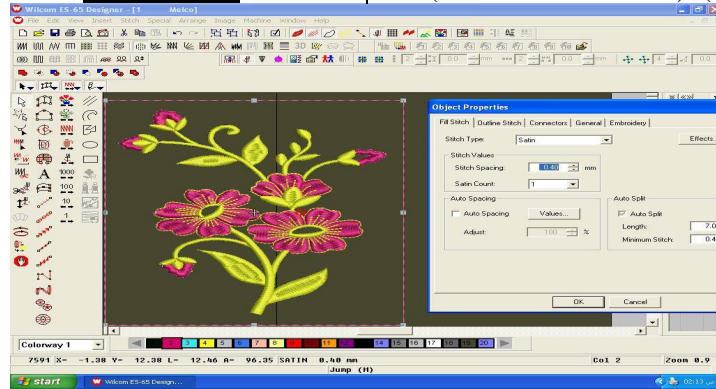 Wilcom ES-65 Designer - [1 Melco]
File Edit View Insert Stitch Special Arrange Image Machine Window Help
3D
Object Properties
Fill Stitch Outline Stitch Connectors General Embroidery
Stitch Type: Satin Effects
Stitch Values
Stitch Spacing: 0.40 mm
Satin Count: 1
Auto Spacing
Auto Spacing Values...
Adjust: 100 %
Auto Split
Auto Split
Length: 7.0
Minimum Stitch: 0.4
OK Cancel
1000
100
10
1
Colorway 1
2 3 4 5 6 7 8 11 14 15 16 17 18 19 20
7591 X- -1.38 Y- 12.38 L- 12.46 A- 96.35 SATIN 0.40 mm Col 2 Zoom 0.9
Jump (H)
start Wilcom ES-65 Design... 02:13